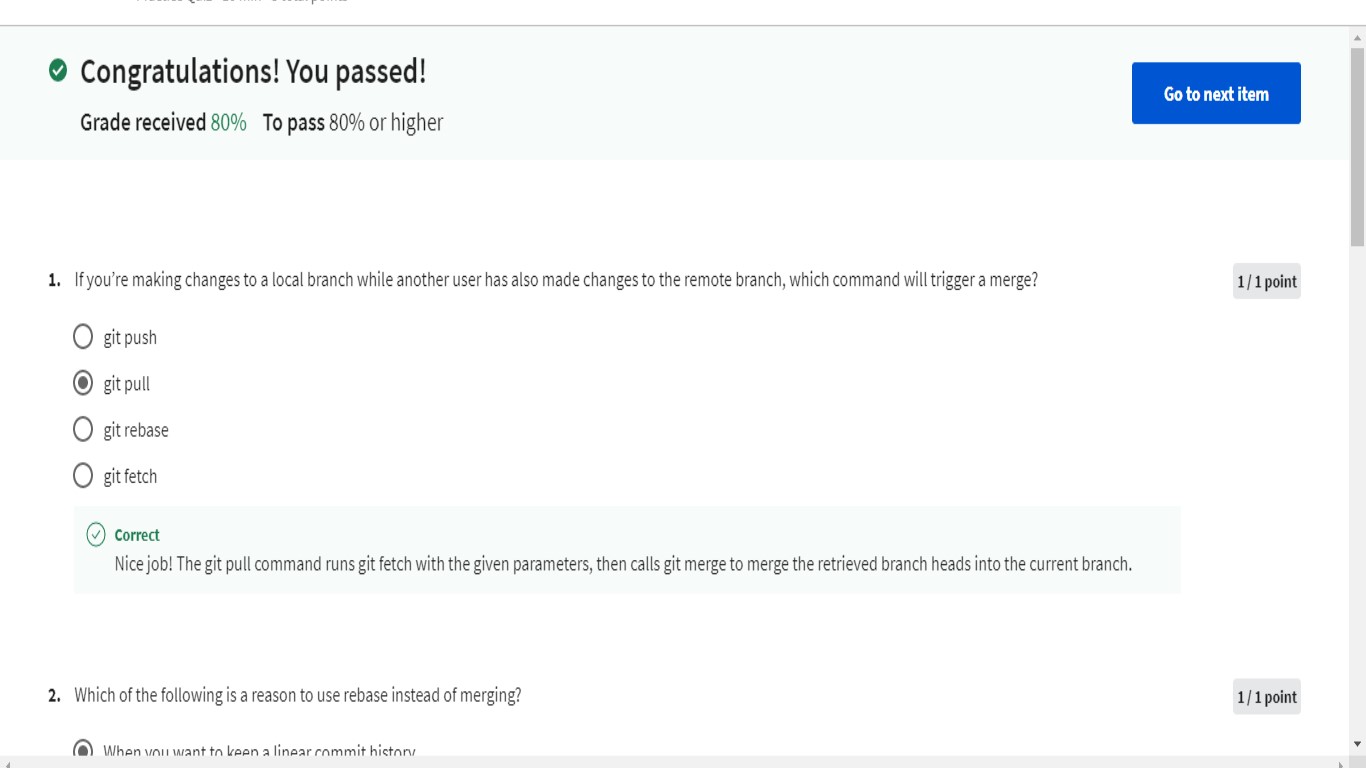 Congratulations! You passed!
Go to next item
Grade received 80% To pass 80% or higher
1. If you’re making changes to a local branch while another user has also made changes to the remote branch, which command will trigger a merge?
1 / 1 point
git push
git pull
git rebase
git fetch
Correct
Nice job! The git pull command runs git fetch with the given parameters, then calls git merge to merge the retrieved branch heads into the current branch.
2. Which of the following is a reason to use rebase instead of merging?
1 / 1 point
When you want to keep a linear commit history